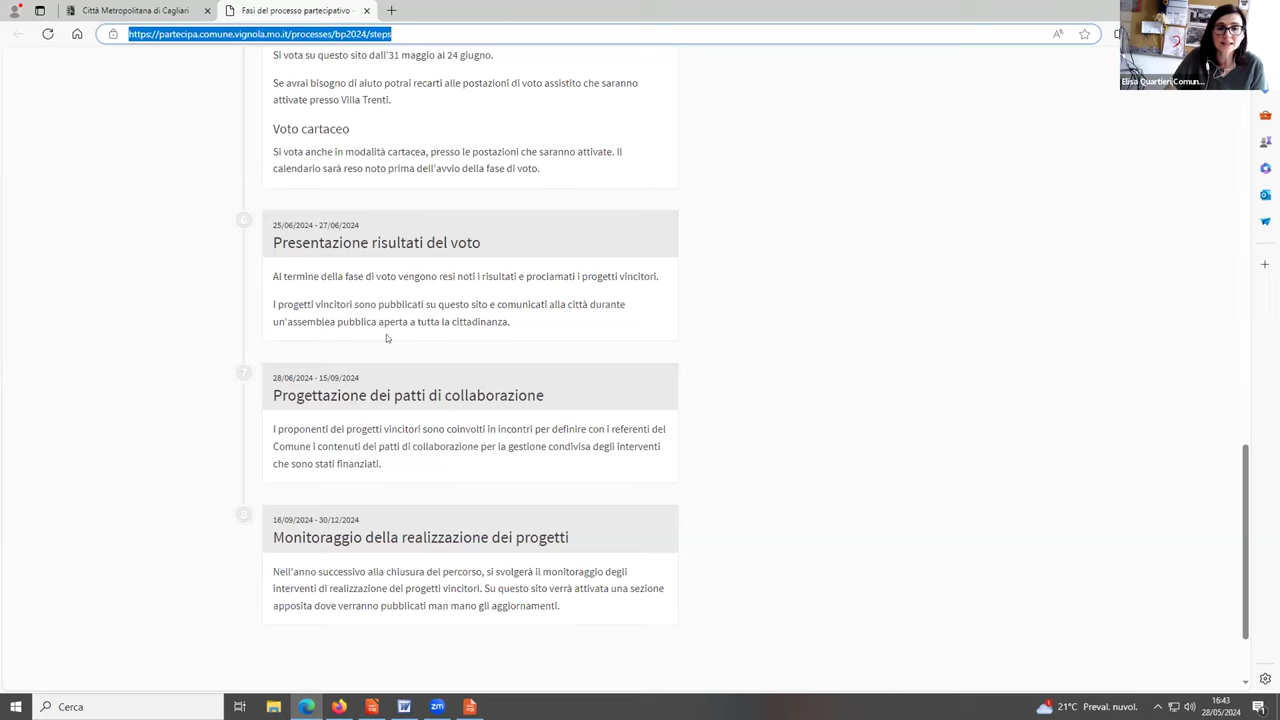 Città Metropolitana di Cagliari
Fasi del processo partecipativo -
https://partecipa.comune.vignola.mo.it/processes/bp2024/steps
Elisa Quartieri Comun...
Si vota su questo sito dall'31 maggio al 24 giugno.
Se avrai bisogno di aiuto potrai recarti alle postazioni di voto assistito che saranno
attivate presso Villa Trenti.
Voto cartaceo
Si vota anche in modalità cartacea, presso le postazioni che saranno attivate. Il
calendario sarà reso noto prima dell'avvio della fase di voto.
6
25/06/2024 - 27/06/2024
Presentazione risultati del voto
Al termine della fase di voto vengono resi noti i risultati e proclamati i progetti vincitori.
I progetti vincitori sono pubblicati su questo sito e comunicati alla città durante
un'assemblea pubblica aperta a tutta la cittadinanza.
7
28/06/2024 - 15/09/2024
Progettazione dei patti di collaborazione
I proponenti dei progetti vincitori sono coinvolti in incontri per definire con i referenti del
Comune i contenuti dei patti di collaborazione per la gestione condivisa degli interventi
che sono stati finanziati.
8
16/09/2024 - 30/12/2024
Monitoraggio della realizzazione dei progetti
Nell'anno successivo alla chiusura del percorso, si svolgerà il monitoraggio degli
interventi di realizzazione dei progetti vincitori. Su questo sito verrà attivata una sezione
apposita dove verranno pubblicati man mano gli aggiornamenti.
Cerca
zm
21°C Preval. nuvol.
16:43
28/05/2024